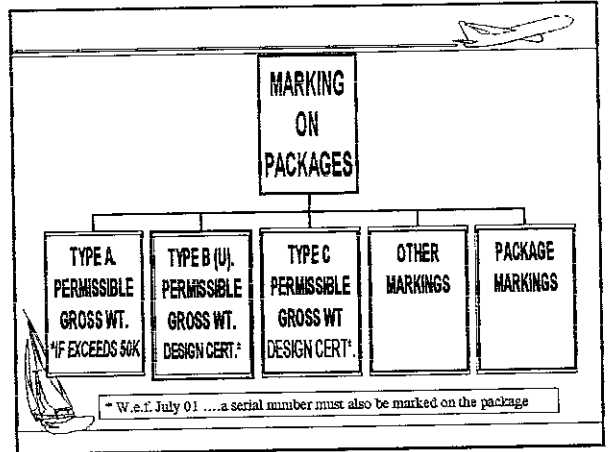 MARKING
ON
PACKAGES
TYPE A.
PERMISSIBLE
GROSS WT.
*IF EXCEEDS 50K
TYPE B (U).
PERMISSIBLE
GROSS WT.
DESIGN CERT.*
TYPE C
PERMISSIBLE
GROSS WT
DESIGN CERT*.
OTHER
MARKINGS
PACKAGE
MARKINGS
* W.e.f. July 01 ....a serial number must also be marked on the package